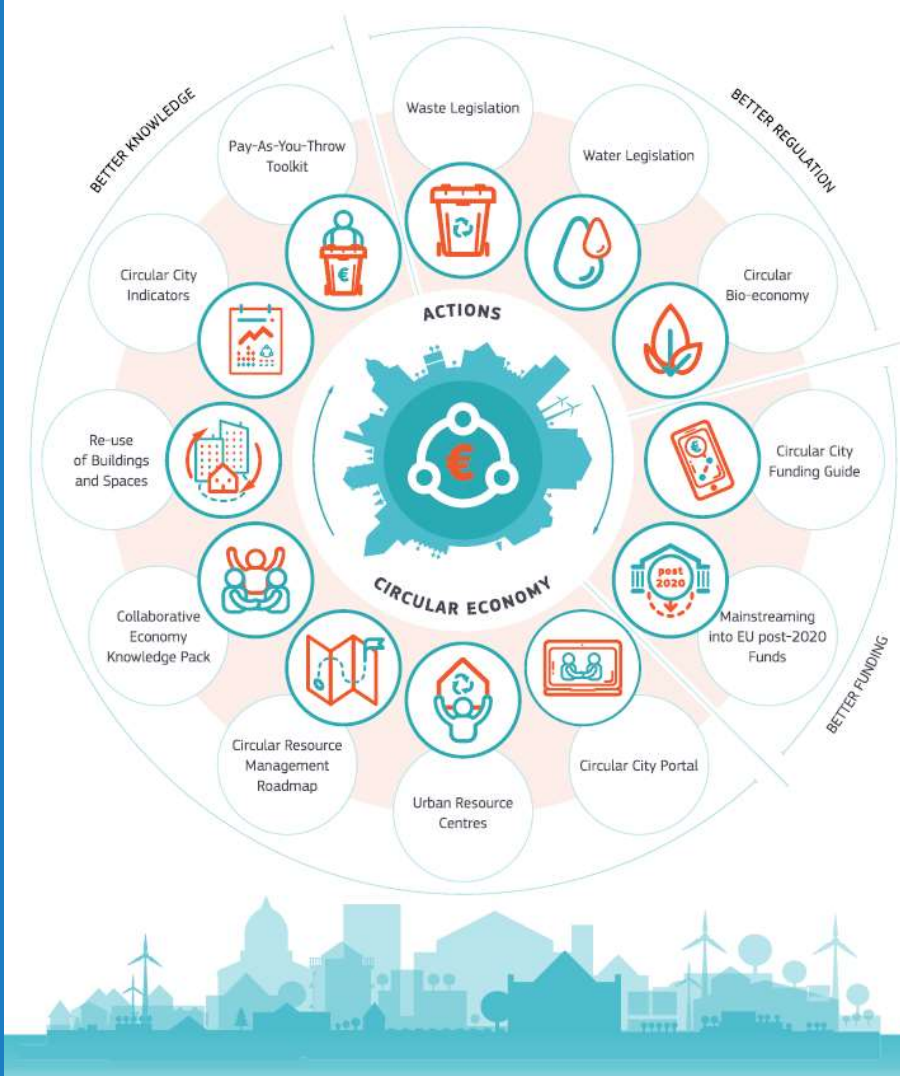 BETTER KNOWLEDGE
BETTER REGULATION
BETTER FUNDING
Waste Legislation
Water Legislation
Circular
Bio-economy
Circular City
Funding Guide
Mainstreaming
into EU post-2020
Funds
Circular City Portal
Urban Resource
Centres
Circular Resource
Management
Roadmap
Collaborative
Economy
Knowledge Pack
Re-use
of Buildings
and Spaces
Circular City
Indicators
Pay-As-You-Throw
Toolkit
€
€
post
2020
ACTIONS
€
CIRCULAR ECONOMY